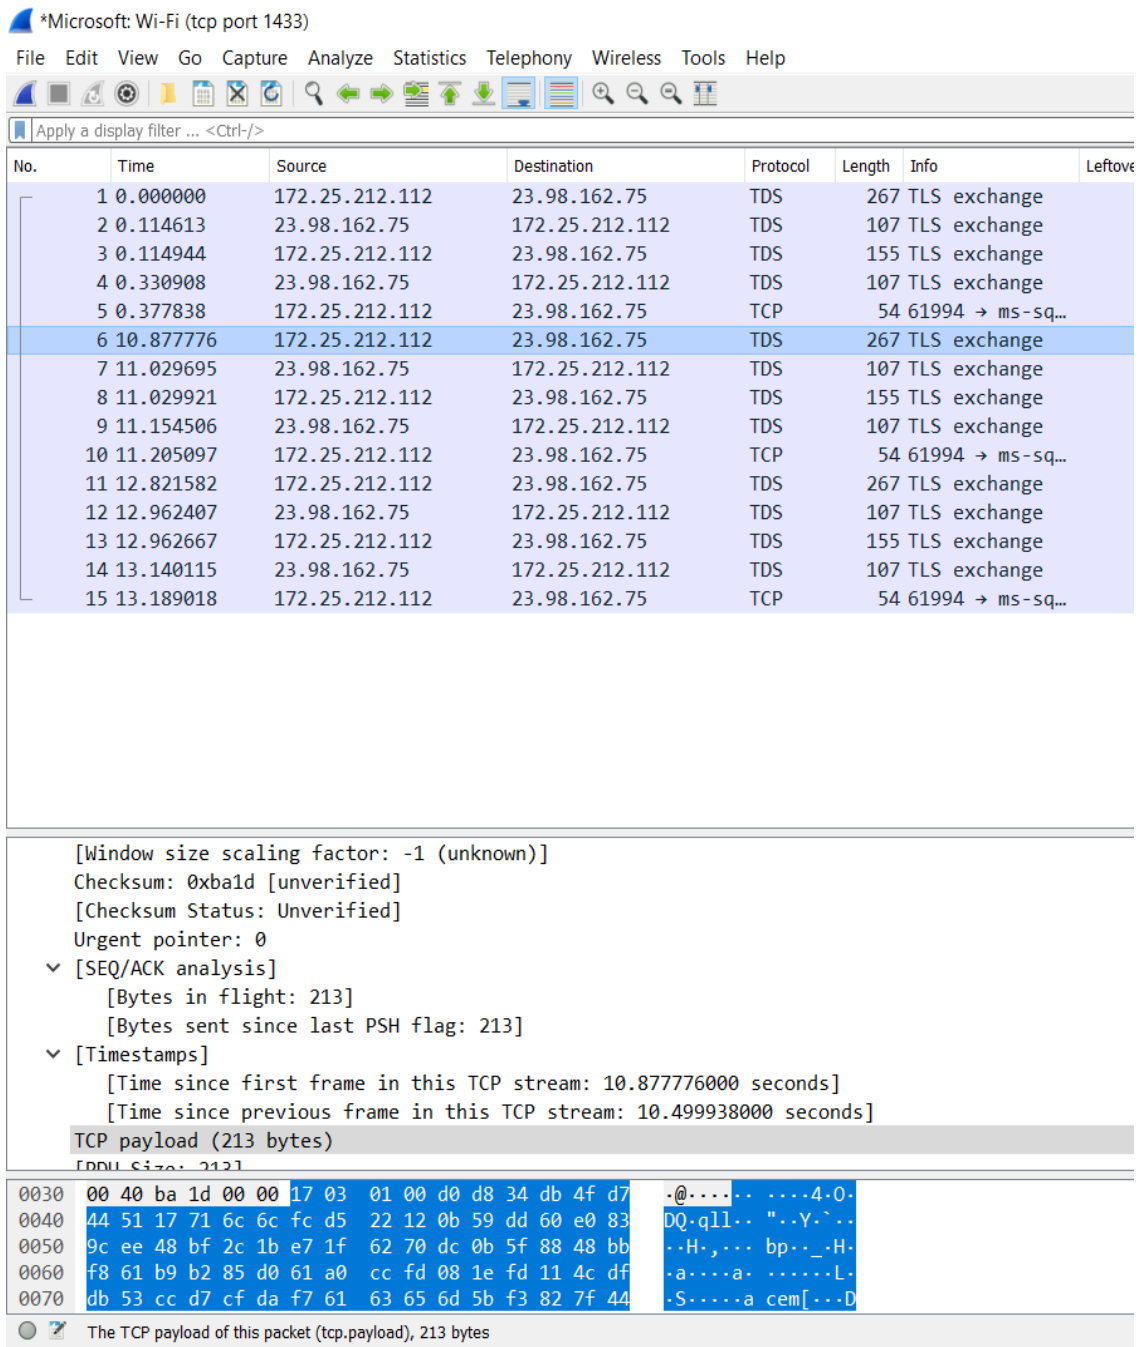 *Microsoft: Wi-Fi (tcp port 1433)
File Edit View Go Capture Analyze Statistics Telephony Wireless Tools Help
Apply a display filter ... <Ctrl-/>
No. Time Source Destination Protocol Length Info Leftove
1 0.000000 172.25.212.112 23.98.162.75 TDS 267 TLS exchange
2 0.114613 23.98.162.75 172.25.212.112 TDS 107 TLS exchange
3 0.114944 172.25.212.112 23.98.162.75 TDS 155 TLS exchange
4 0.330908 23.98.162.75 172.25.212.112 TDS 107 TLS exchange
5 0.377838 172.25.212.112 23.98.162.75 TCP 54 61994 → ms-sq…
6 10.877776 172.25.212.112 23.98.162.75 TDS 267 TLS exchange
7 11.029695 23.98.162.75 172.25.212.112 TDS 107 TLS exchange
8 11.029921 172.25.212.112 23.98.162.75 TDS 155 TLS exchange
9 11.154506 23.98.162.75 172.25.212.112 TDS 107 TLS exchange
10 11.205097 172.25.212.112 23.98.162.75 TCP 54 61994 → ms-sq…
11 12.821582 172.25.212.112 23.98.162.75 TDS 267 TLS exchange
12 12.962407 23.98.162.75 172.25.212.112 TDS 107 TLS exchange
13 12.962667 172.25.212.112 23.98.162.75 TDS 155 TLS exchange
14 13.140115 23.98.162.75 172.25.212.112 TDS 107 TLS exchange
15 13.189018 172.25.212.112 23.98.162.75 TCP 54 61994 → ms-sq…
[Window size scaling factor: -1 (unknown)]
Checksum: 0xba1d [unverified]
[Checksum Status: Unverified]
Urgent pointer: 0
[SEQ/ACK analysis]
[Bytes in flight: 213]
[Bytes sent since last PSH flag: 213]
[Timestamps]
[Time since first frame in this TCP stream: 10.877776000 seconds]
[Time since previous frame in this TCP stream: 10.499938000 seconds]
TCP payload (213 bytes)
[PDU Size: 213]
0030 00 40 ba 1d 00 00 17 03 01 00 d0 d8 34 db 4f d7 ·@······ ····4·O·
0040 44 51 17 71 6c 6c fc d5 22 12 0b 59 dd 60 e0 83 DQ·qll·· "··Y·`··
0050 9c ee 48 bf 2c 1b e7 1f 62 70 dc 0b 5f 88 48 bb ··H·,··· bp··_·H·
0060 f8 61 b9 b2 85 d0 61 a0 cc fd 08 1e fd 11 4c df ·a····a· ······L·
0070 db 53 cc d7 cf da f7 61 63 65 6d 5b f3 82 7f 44 ·S·····a cem[···D
The TCP payload of this packet (tcp.payload), 213 bytes